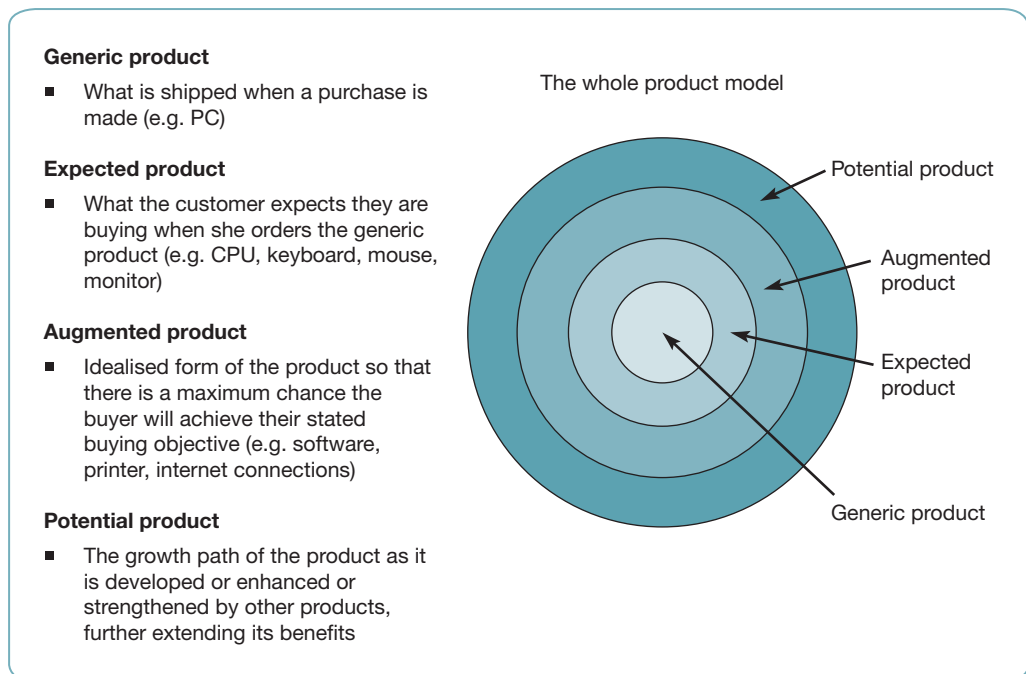 Generic product
■ What is shipped when a purchase is
made (e.g. PC)
Expected product
■ What the customer expects they are
buying when she orders the generic
product (e.g. CPU, keyboard, mouse,
monitor)
Augmented product
■ Idealised form of the product so that
there is a maximum chance the
buyer will achieve their stated
buying objective (e.g. software,
printer, internet connections)
Potential product
■ The growth path of the product as it
is developed or enhanced or
strengthened by other products,
further extending its benefits
The whole product model
Potential product
Augmented
product
Expected
product
Generic product